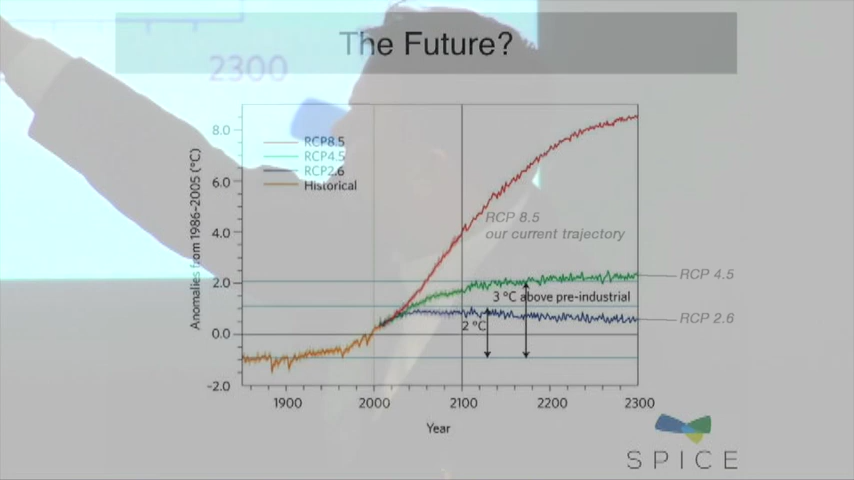 The Future?
2300
8.0
6.0
4.0
2.0
0.0
-2.0
Anomalies from 1986-2005 (°C)
RCP8.5
RCP4.5
RCP2.6
Historical
RCP 8.5
our current trajectory
RCP 4.5
3 °C above pre-industrial
2 °C
RCP 2.6
1900 2000 2100 2200 2300
Year
SPICE